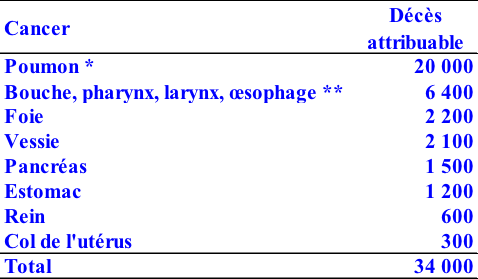 Cancer Décès attribuable
Poumon * 20 000
Bouche, pharynx, larynx, œsophage ** 6 400
Foie 2 200
Vessie 2 100
Pancréas 1 500
Estomac 1 200
Rein 600
Col de l'utérus 300
Total 34 000